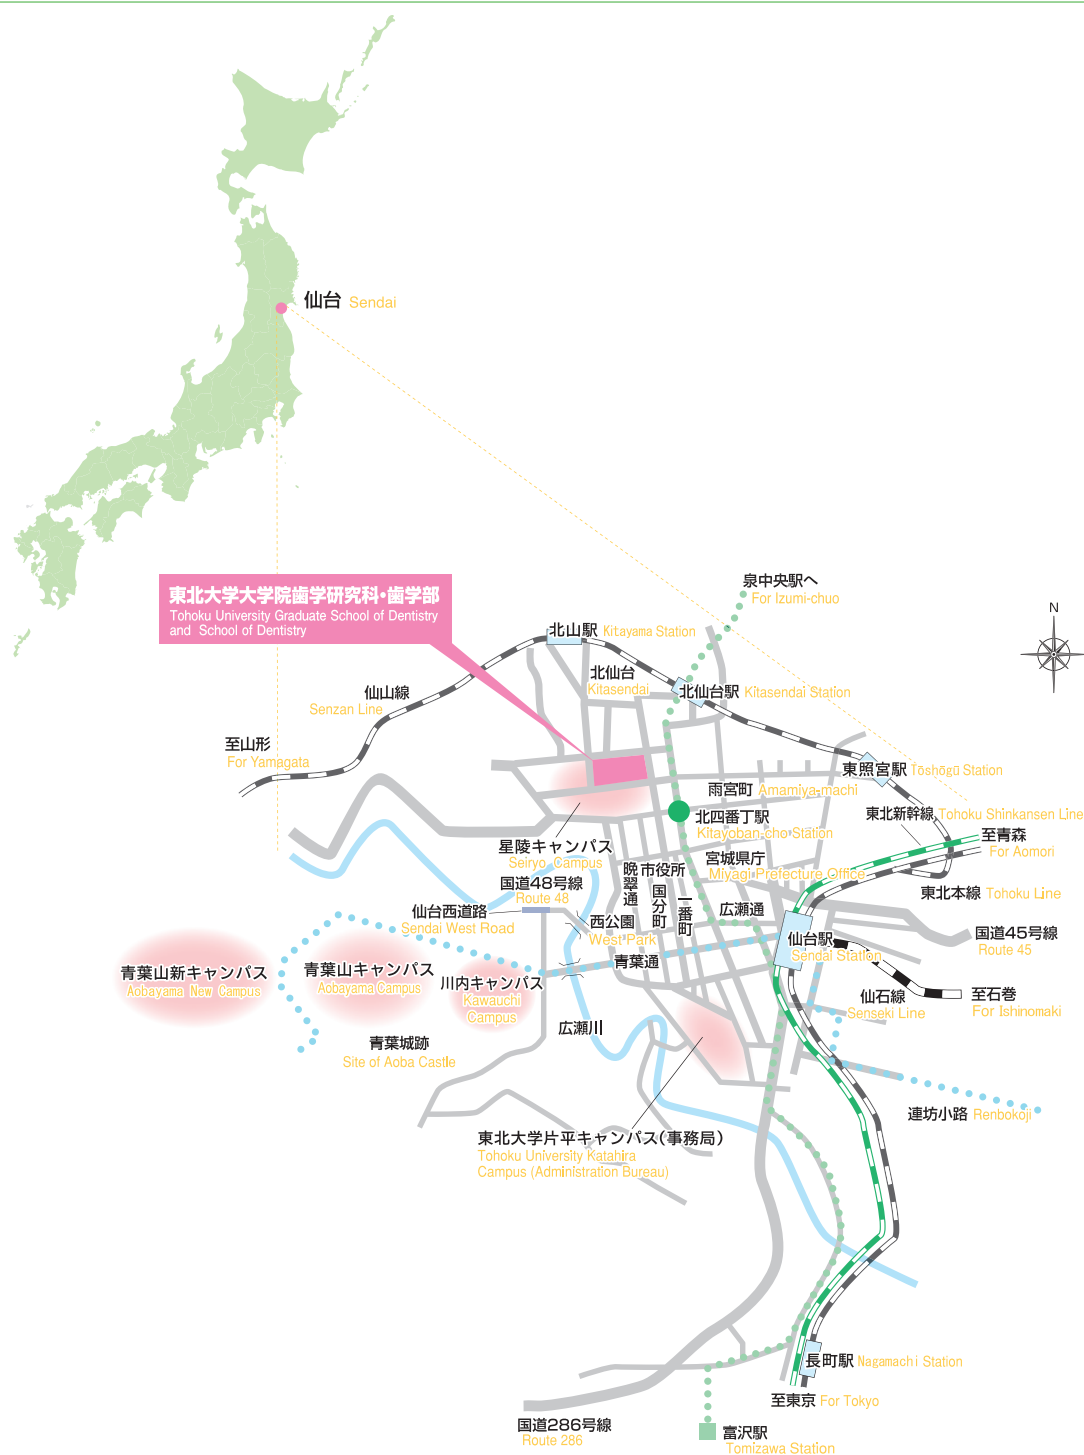 仙台 Sendai
泉中央駅へ
For Izumi-chuo
東北大学大学院歯学研究科・歯学部
Tohoku University Graduate School of Dentistry
and School of Dentistry
N
北山駅 Kitayama Station
北仙台
Kitasendai
北仙台駅 Kitasendai Station
仙山線
Senzan Line
至山形
For Yamagata
東照宮駅 Tōshōgū Station
雨宮町 Amamiya-machi
北四番丁駅
Kitayoban-cho Station
東北新幹線 Tohoku Shinkansen Line
至青森
For Aomori
星陵キャンパス
Seiryo Campus
晩翠通
市役所
国分町
一番町
宮城県庁
Miyagi Prefecture Office
国道48号線
Route 48
東北本線 Tohoku Line
仙台西道路
Sendai West Road
西公園
West Park
広瀬通
仙台駅
Sendai Station
国道45号線
Route 45
青葉通
青葉山新キャンパス
Aobayama New Campus
青葉山キャンパス
Aobayama Campus
川内キャンパス
Kawauchi
Campus
仙石線
Senseki Line
至石巻
For Ishinomaki
広瀬川
青葉城跡
Site of Aoba Castle
連坊小路 Renbokoji
東北大学片平キャンパス(事務局)
Tohoku University Katahira
Campus (Administration Bureau)
長町駅 Nagamachi Station
至東京 For Tokyo
国道286号線
Route 286
富沢駅
Tomizawa Station